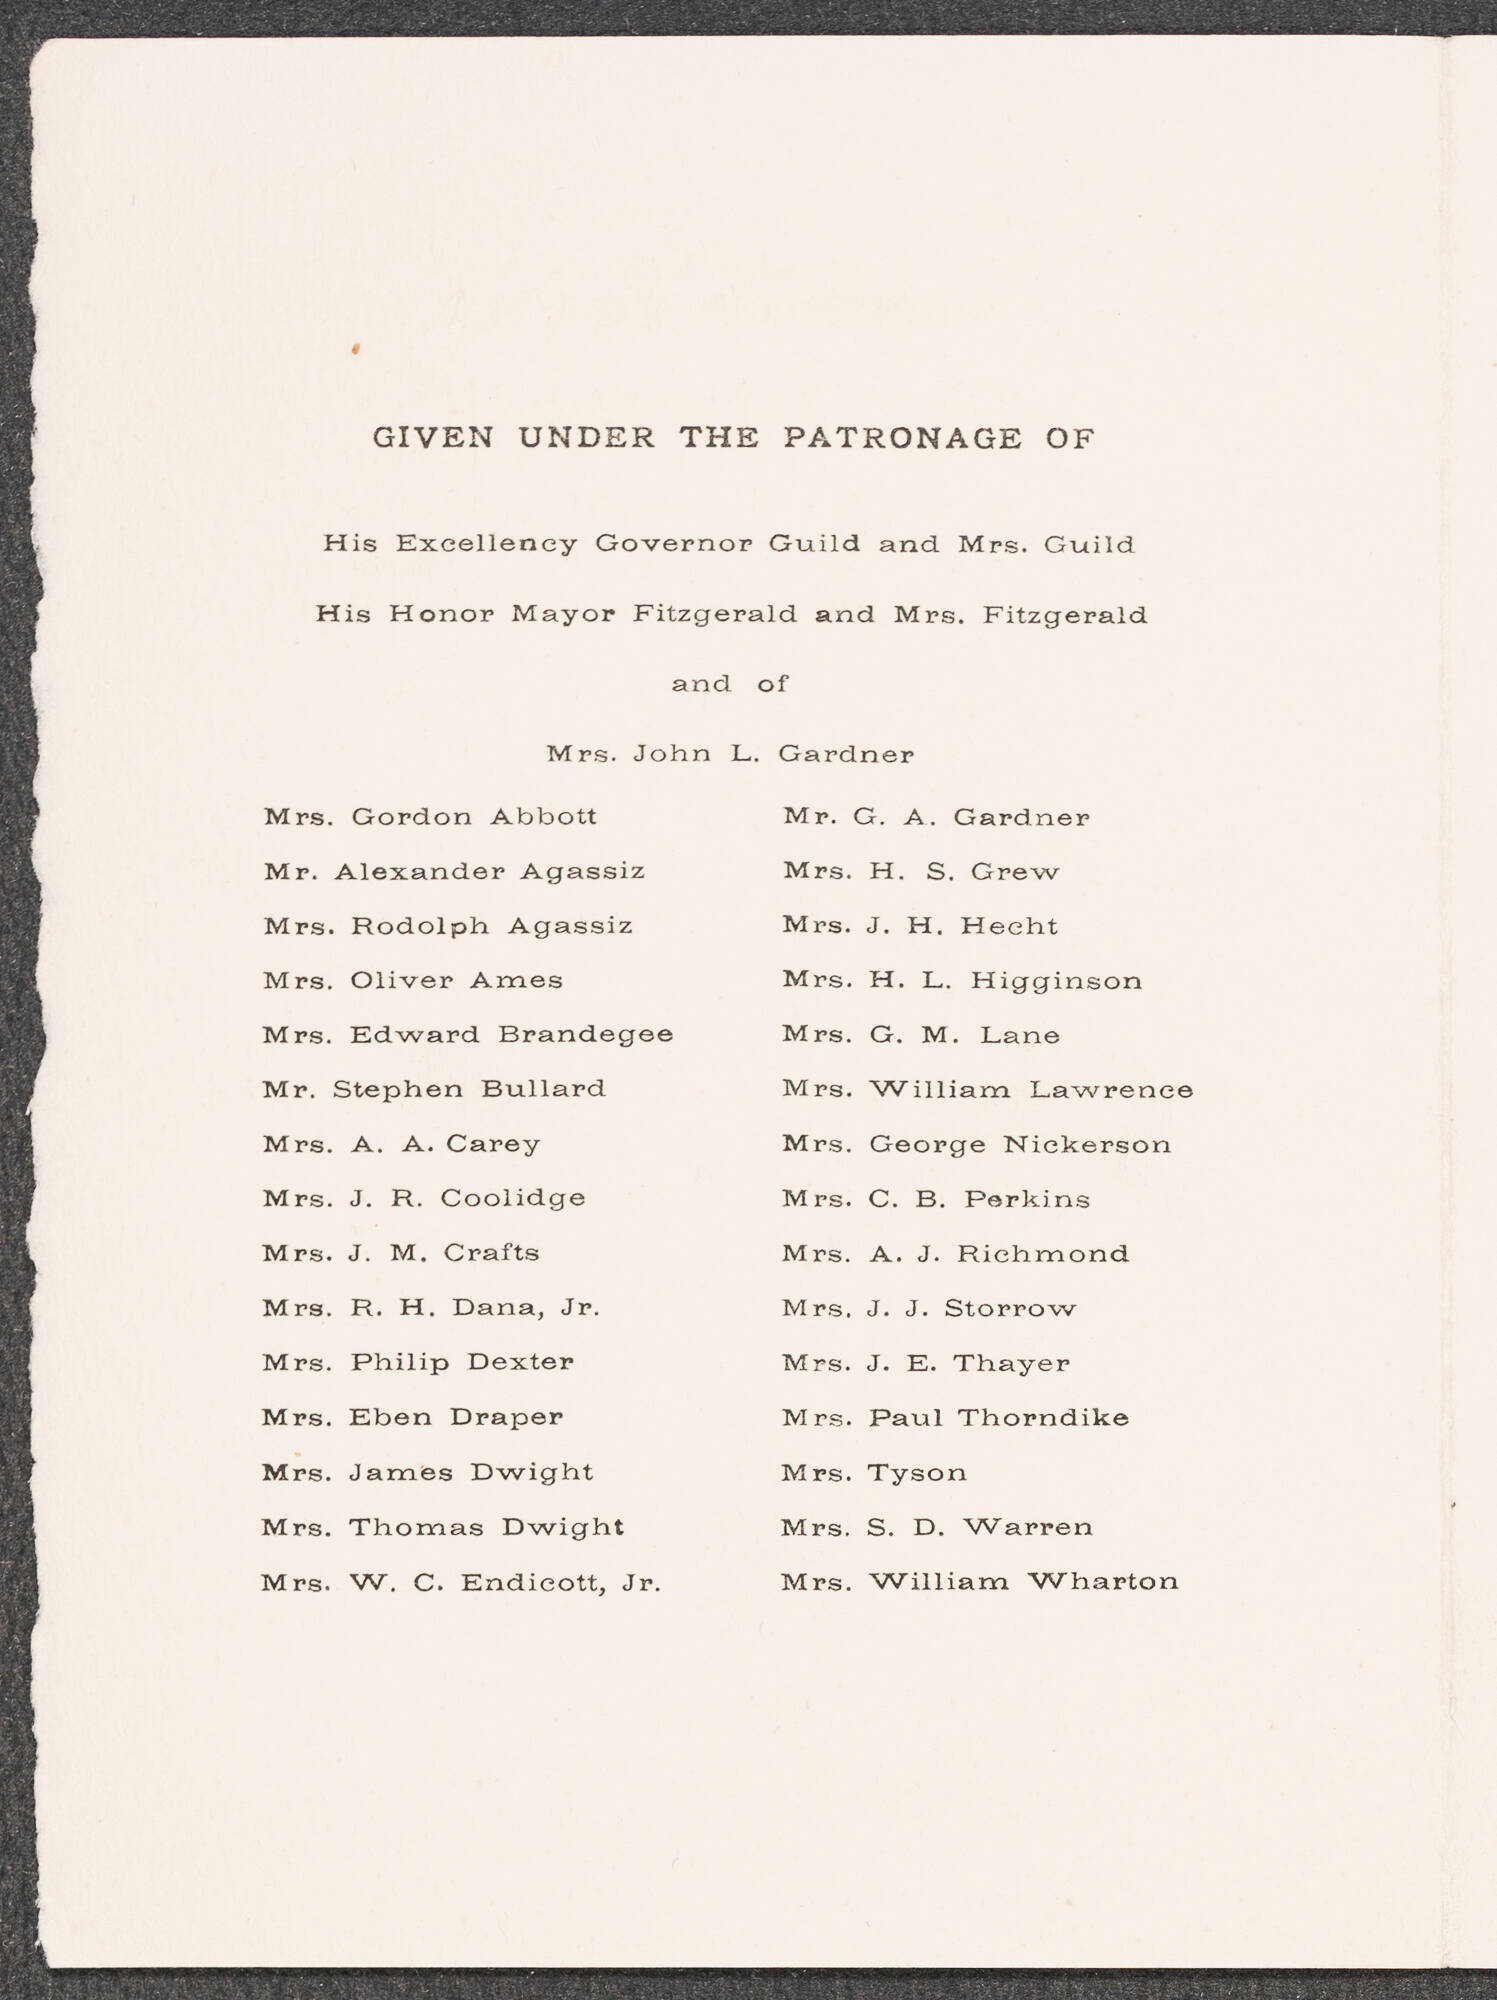 GIVEN UNDER THE PATRONAGE OF
His Excellency Governor Guild and Mrs. Guild
His Honor Mayor Fitzgerald and Mrs. Fitzgerald
and of
Mrs. John L. Gardner
Mrs. Gordon Abbott
Mr. Alexander Agassiz
Mrs. Rodolph Agassiz
Mrs. Oliver Ames
Mrs. Edward Brandegee
Mr. Stephen Bullard
Mrs. A. A. Carey
Mrs. J. R. Coolidge
Mrs. J. M. Crafts
Mrs. R. H. Dana, Jr.
Mrs. Philip Dexter
Mrs. Eben Draper
Mrs. James Dwight
Mrs. Thomas Dwight
Mrs. W. C. Endicott, Jr.
Mr. G. A. Gardner
Mrs. H. S. Grew
Mrs. J. H. Hecht
Mrs. H. L. Higginson
Mrs. G. M. Lane
Mrs. William Lawrence
Mrs. George Nickerson
Mrs. C. B. Perkins
Mrs. A. J. Richmond
Mrs. J. J. Storrow
Mrs. J. E. Thayer
Mrs. Paul Thorndike
Mrs. Tyson
Mrs. S. D. Warren
Mrs. William Wharton